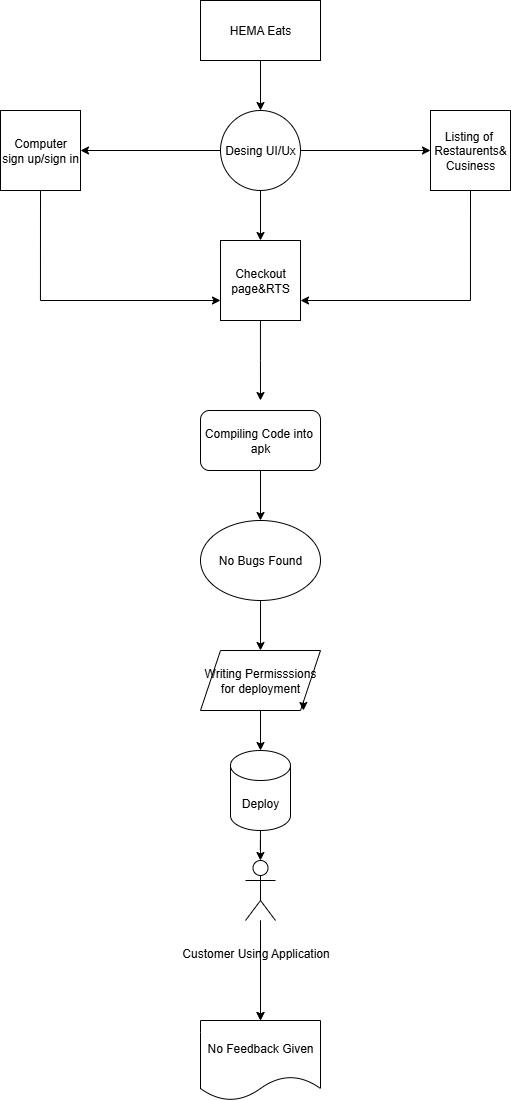 HEMA Eats
Computer
sign up/sign in
Desing UI/Ux
Listing of
Restaurents&
Cusiness
Checkout
page&RTS
Compiling Code into
apk
No Bugs Found
Writing Permisssions
for deployment
Deploy
Customer Using Application
No Feedback Given